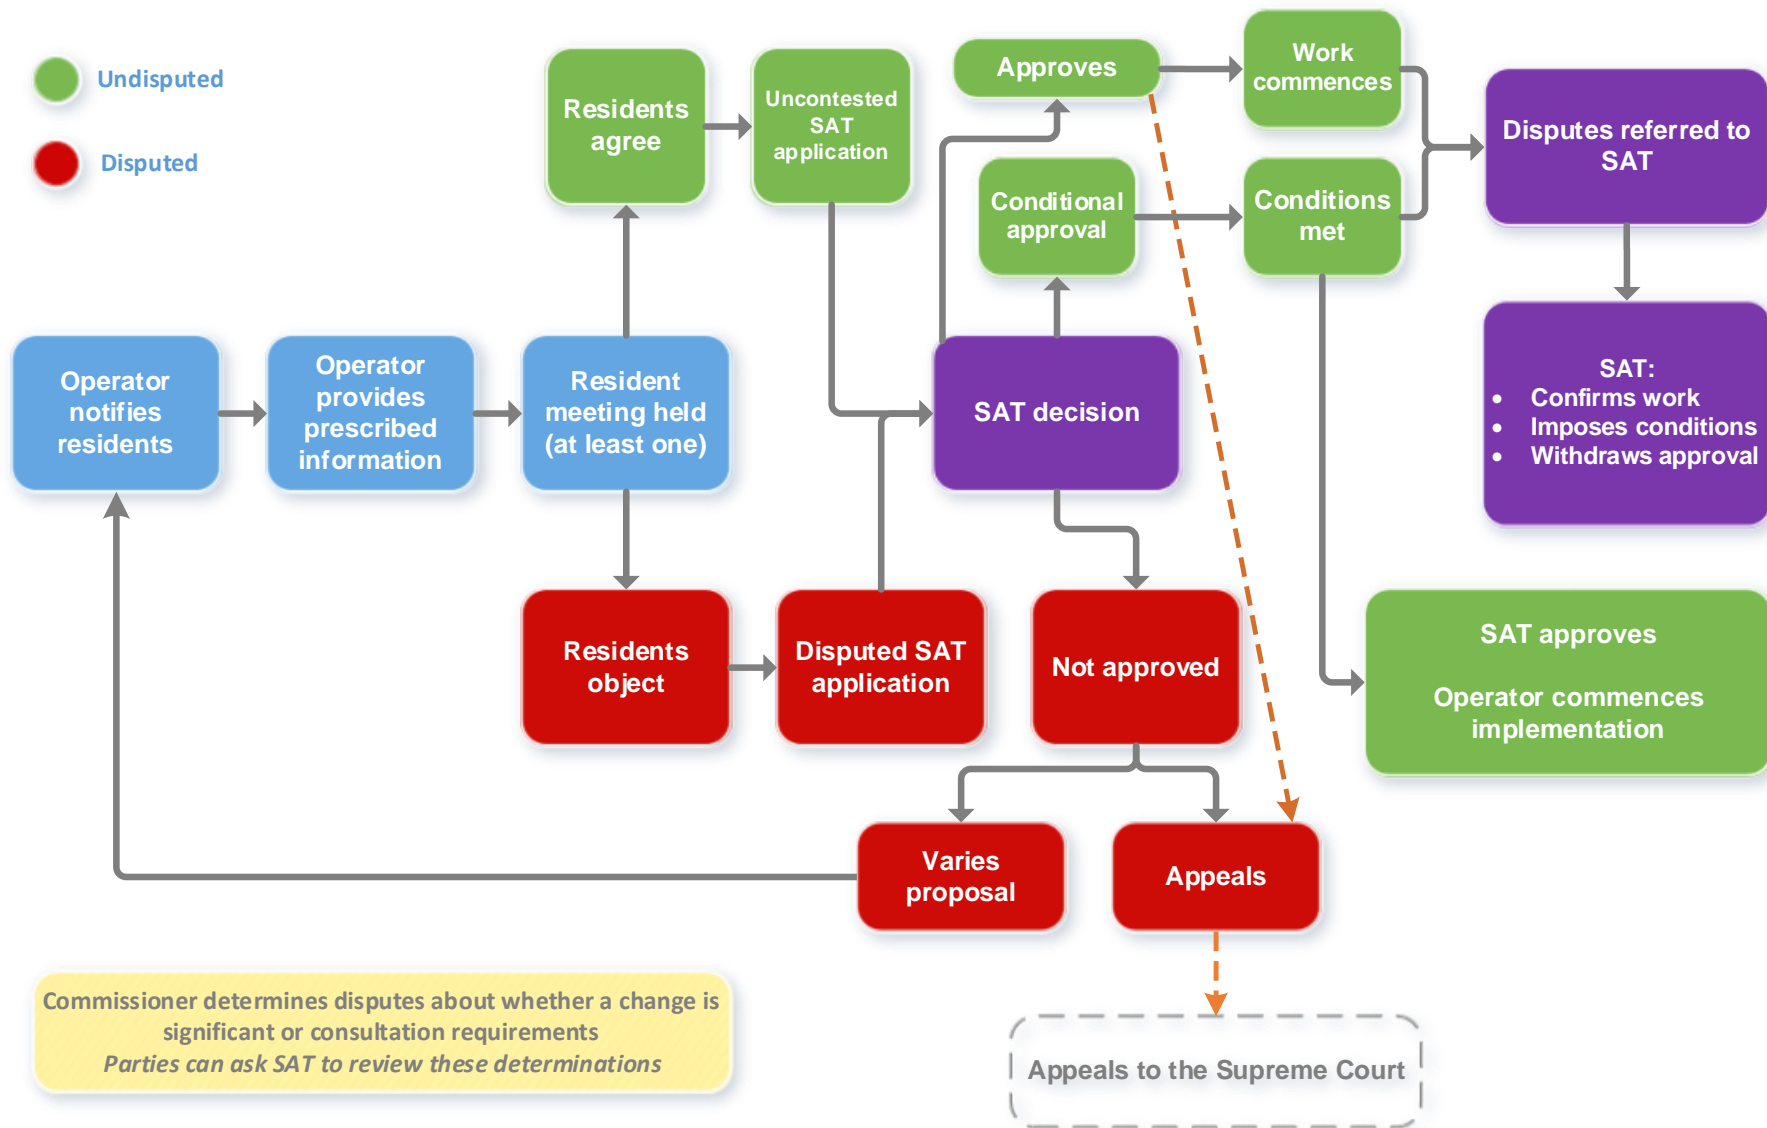 Undisputed
Disputed
Residents
agree
Uncontested
SAT
application
Approves
Work
commences
Conditional
approval
Conditions
met
Disputes referred to
SAT
Operator
notifies
residents
Operator
provides
prescribed
information
Resident
meeting held
(at least one)
SAT decision
SAT:
• Confirms work
• Imposes conditions
• Withdraws approval
Residents
object
Disputed SAT
application
Not approved
SAT approves
Operator commences
implementation
Varies
proposal
Appeals
Commissioner determines disputes about whether a change is
significant or consultation requirements
Parties can ask SAT to review these determinations
Appeals to the Supreme Court